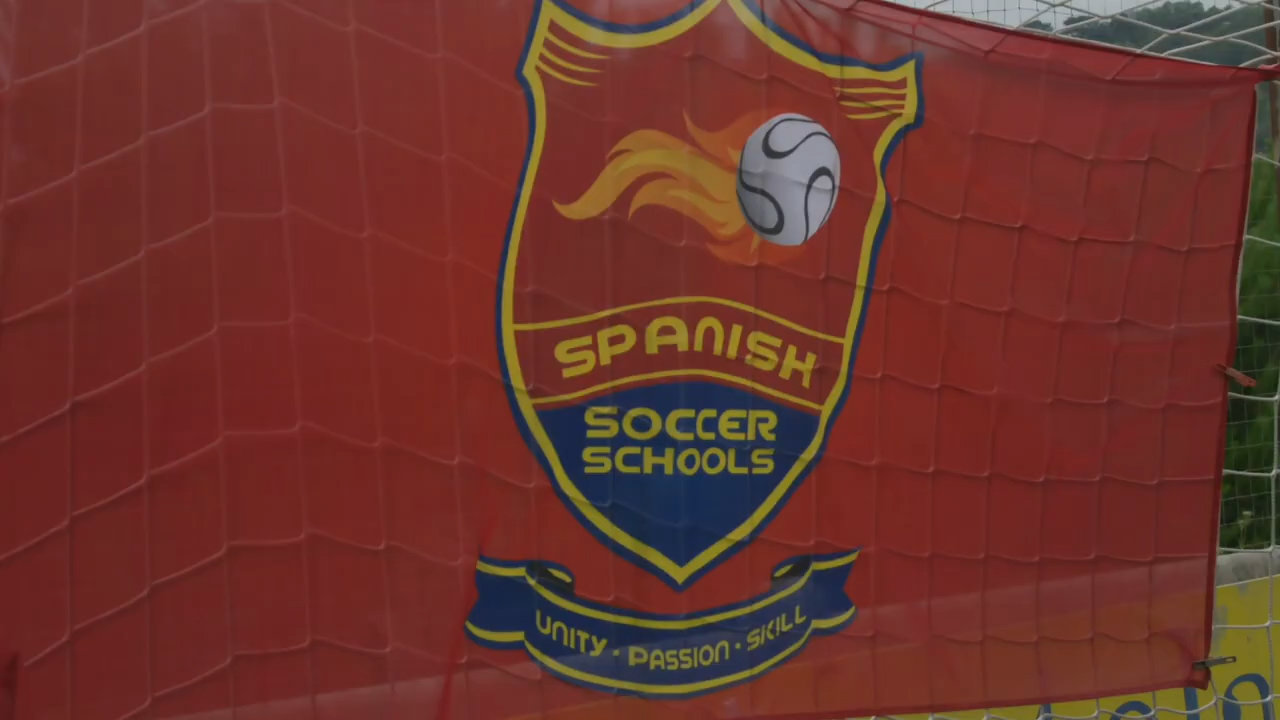 SPANISH
SOCCER
SCHOOLS
UNITY · PASSION · SKILL